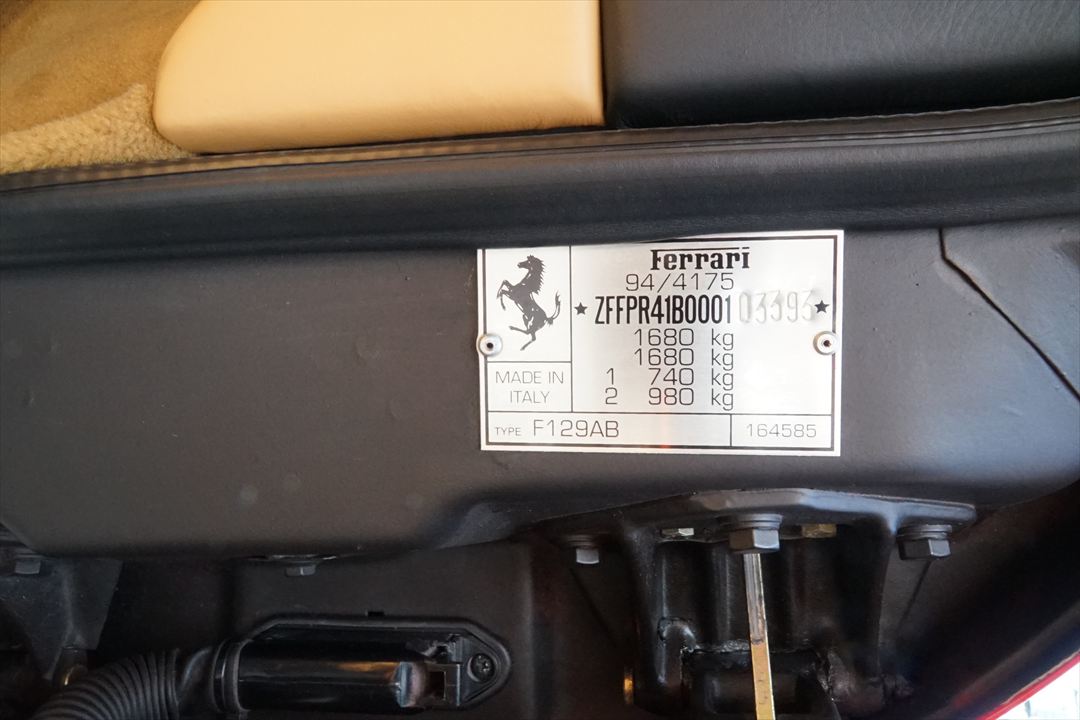 Ferrari
94/4175
★ ZFFPR41B000103393 ★
1680 kg
1680 kg
1 740 kg
2 980 kg
MADE IN
ITALY
TYPE F129AB
164585